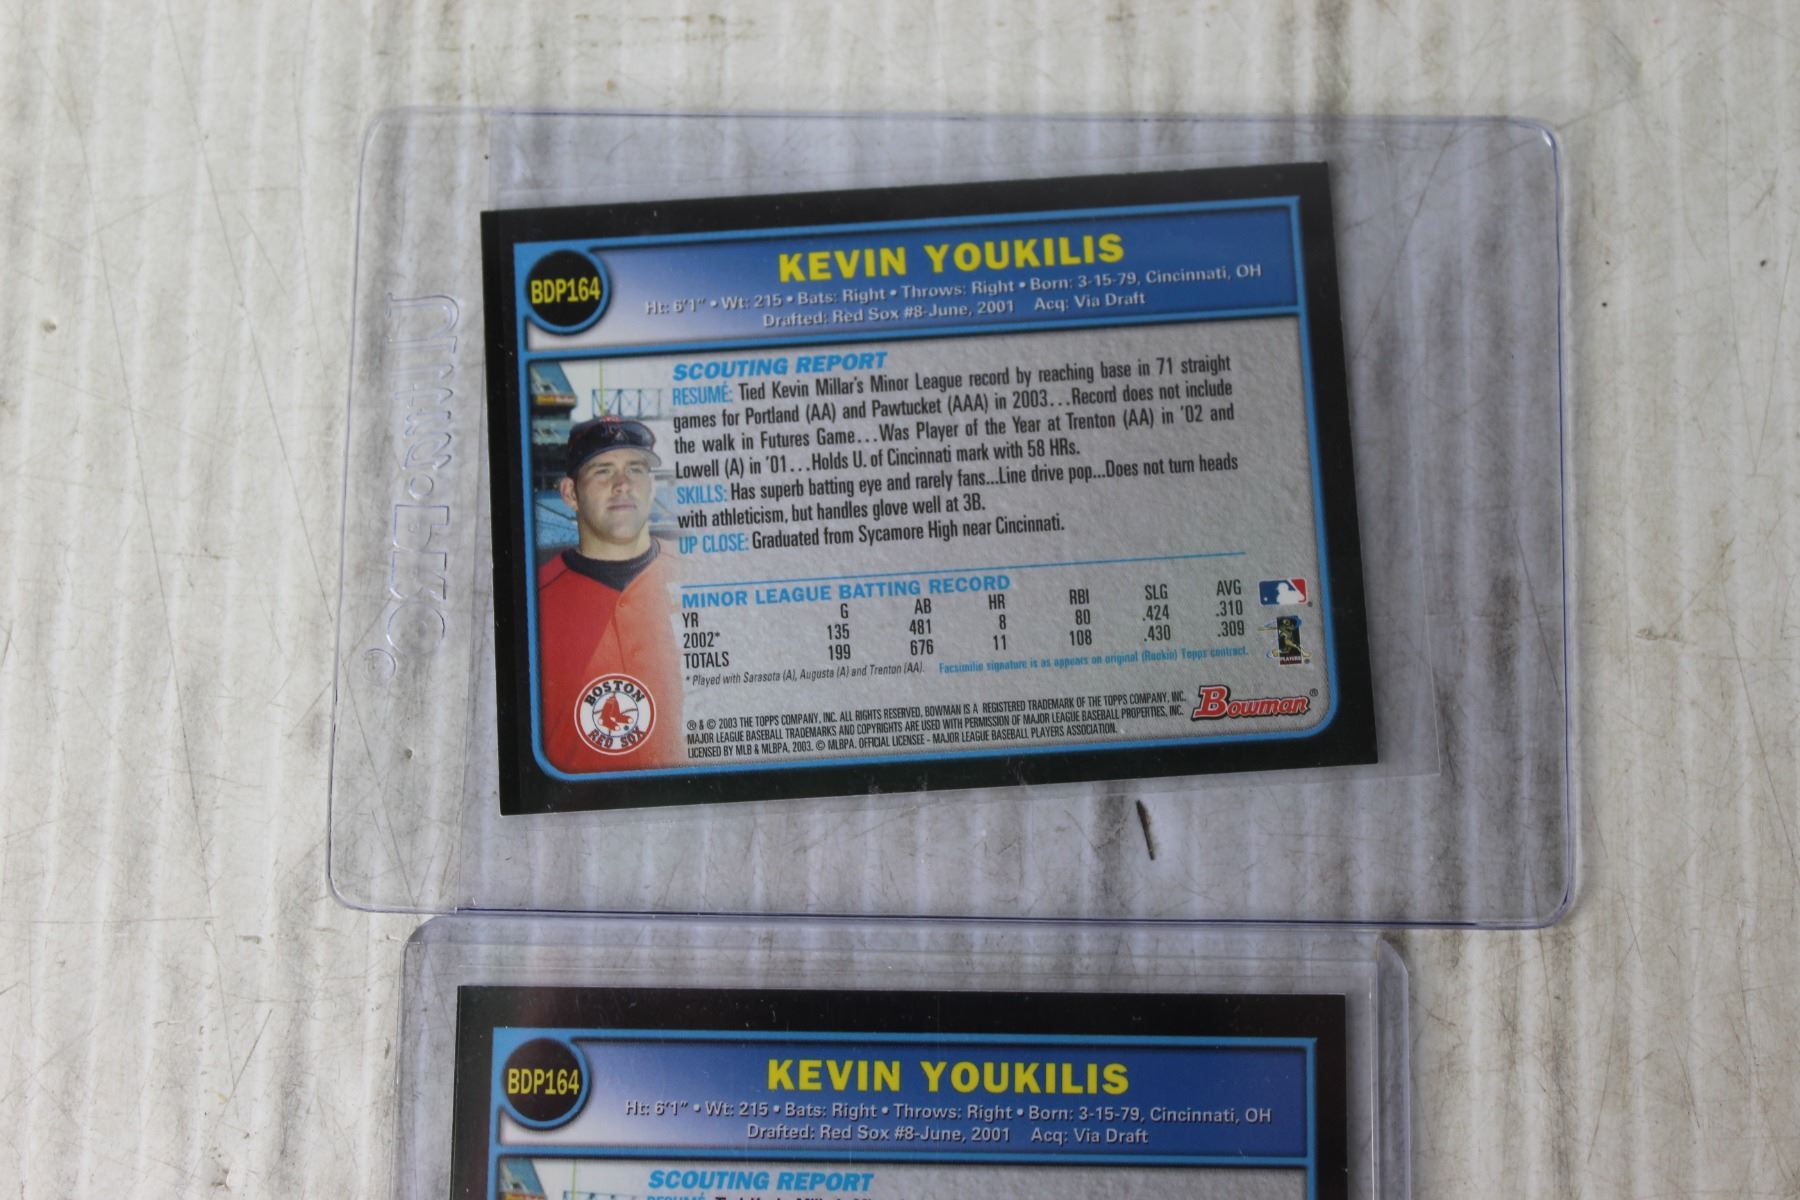 ULTRA•PRO®
BDP164
KEVIN YOUKILIS
Ht: 6'1" • Wt: 215 • Bats: Right • Throws: Right • Born: 3-15-79, Cincinnati, OH
Drafted: Red Sox #8-June, 2001 Acq: Via Draft
SCOUTING REPORT
RESUMÉ: Tied Kevin Millar's Minor League record by reaching base in 71 straight
games for Portland (AA) and Pawtucket (AAA) in 2003...Record does not include
the walk in Futures Game...Was Player of the Year at Trenton (AA) in '02 and
Lowell (A) in '01...Holds U. of Cincinnati mark with 58 HRs.
SKILLS: Has superb batting eye and rarely fans...Line drive pop...Does not turn heads
with athleticism, but handles glove well at 3B.
UP CLOSE: Graduated from Sycamore High near Cincinnati.
MINOR LEAGUE BATTING RECORD
YR G AB HR RBI SLG AVG
2002* 135 481 8 80 .424 .310
TOTALS 199 676 11 108 .430 .309
* Played with Sarasota (A), Augusta (A) and Trenton (AA). Facsimile signature is as appears on original (Rookie) Topps contract.
BOSTON
RED SOX
PLAYERS
® & © 2003 THE TOPPS COMPANY, INC. ALL RIGHTS RESERVED. BOWMAN IS A REGISTERED TRADEMARK OF THE TOPPS COMPANY, INC.
MAJOR LEAGUE BASEBALL TRADEMARKS AND COPYRIGHTS ARE USED WITH PERMISSION OF MAJOR LEAGUE BASEBALL PROPERTIES, INC.
LICENSED BY MLB & MLBPA, 2003. © MLBPA. OFFICIAL LICENSEE - MAJOR LEAGUE BASEBALL PLAYERS ASSOCIATION.
Bowman®
BDP164
KEVIN YOUKILIS
Ht: 6'1" • Wt: 215 • Bats: Right • Throws: Right • Born: 3-15-79, Cincinnati, OH
Drafted: Red Sox #8-June, 2001 Acq: Via Draft
SCOUTING REPORT